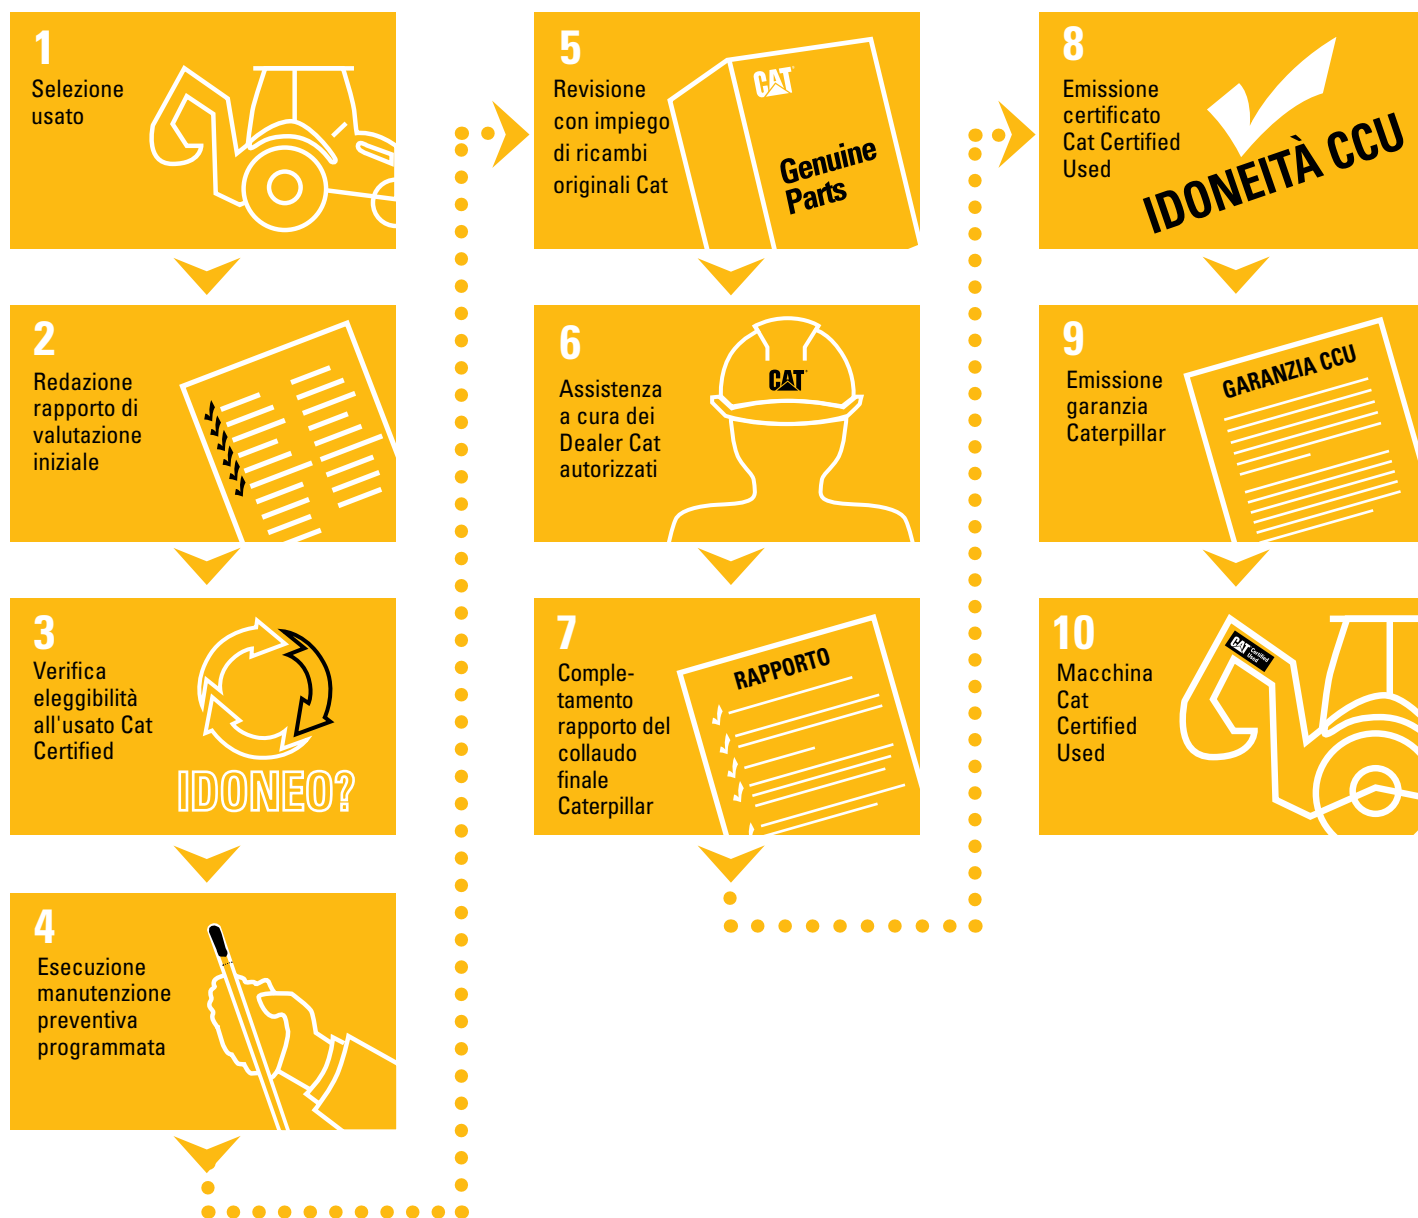 1
Selezione
usato
2
Redazione
rapporto di
valutazione
iniziale
3
Verifica
eleggibilità
all'usato Cat
Certified
IDONEO?
4
Esecuzione
manutenzione
preventiva
programmata
5
Revisione
con impiego
di ricambi
originali Cat
CAT
Genuine
Parts
6
Assistenza
a cura dei
Dealer Cat
autorizzati
CAT
7
Comple-
tamento
rapporto del
collaudo
finale
Caterpillar
RAPPORTO
8
Emissione
certificato
Cat Certified
Used
IDONEITÀ CCU
9
Emissione
garanzia
Caterpillar
GARANZIA CCU
10
Macchina
Cat
Certified
Used
CAT Certified
Used